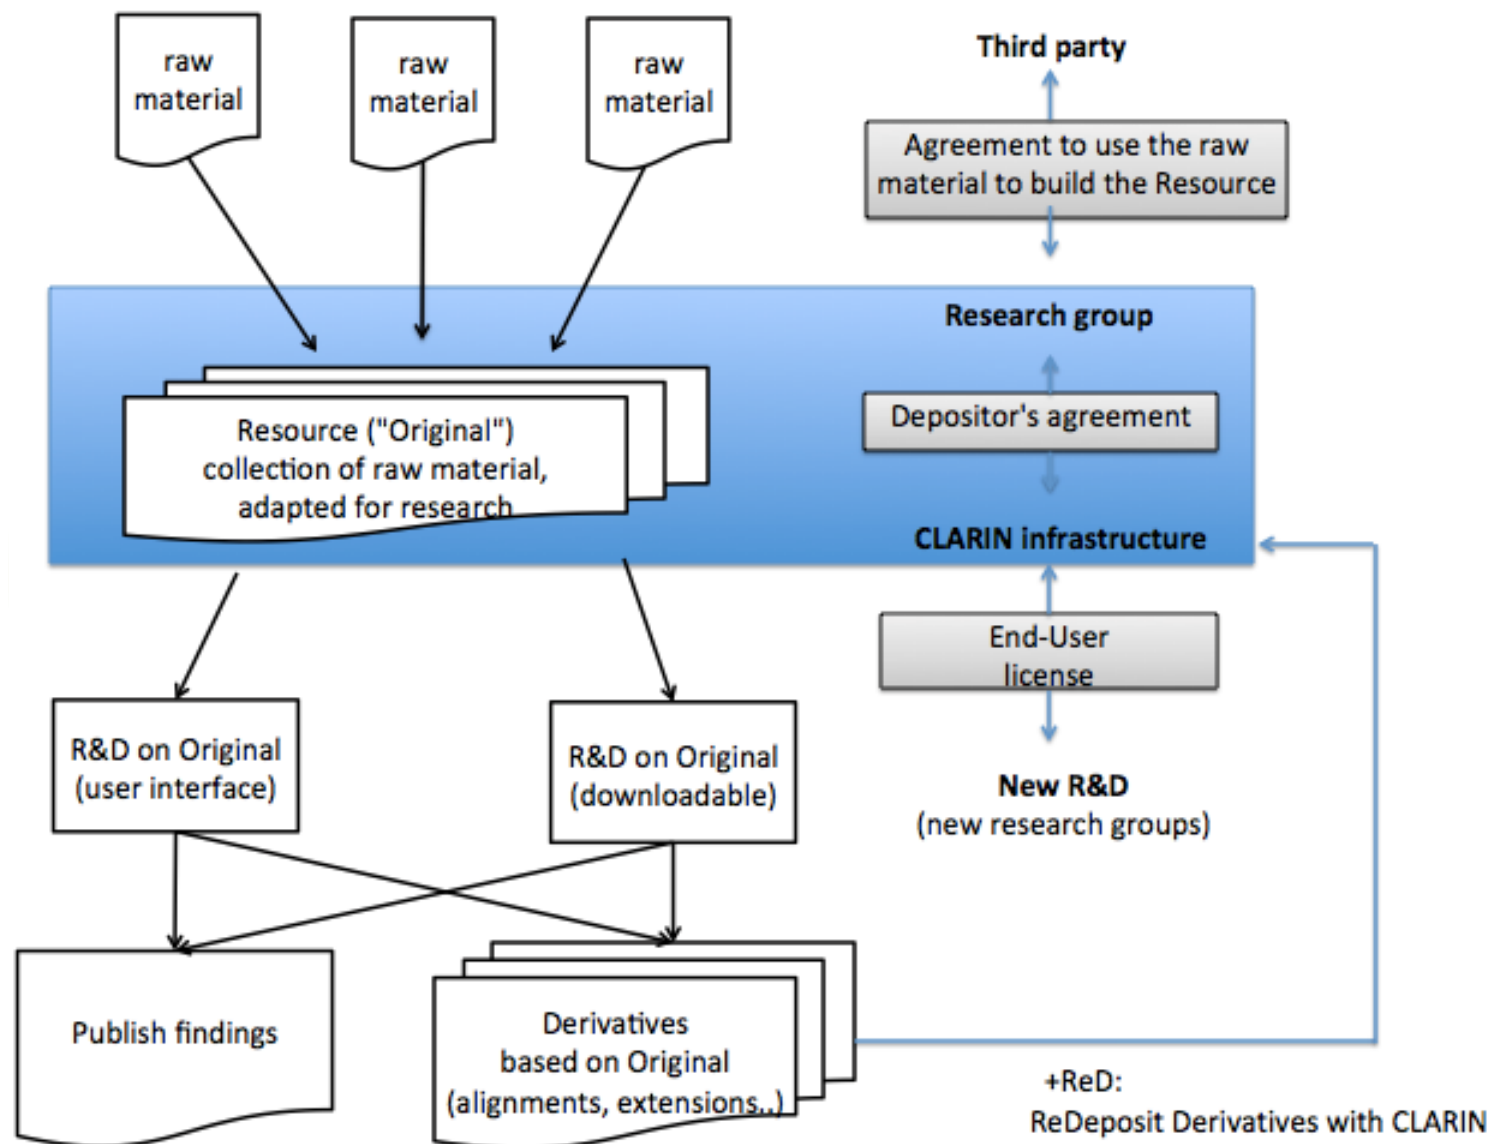 raw
material
raw
material
raw
material
Third party
Agreement to use the raw
material to build the Resource
Research group
Depositor's agreement
Resource ("Original")
collection of raw material,
adapted for research
CLARIN infrastructure
End-User
license
R&D on Original
(user interface)
R&D on Original
(downloadable)
New R&D
(new research groups)
Publish findings
Derivatives
based on Original
(alignments, extensions..)
+ReD:
ReDeposit Derivatives with CLARIN